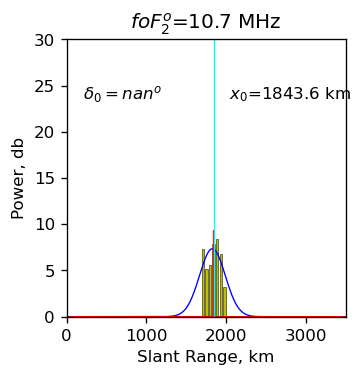 foF₂ᵒ=10.7 MHz
30
25
20
15
10
5
0
Power, db
δ₀ = nanᵒ
x₀=1843.6 km
0 1000 2000 3000
Slant Range, km